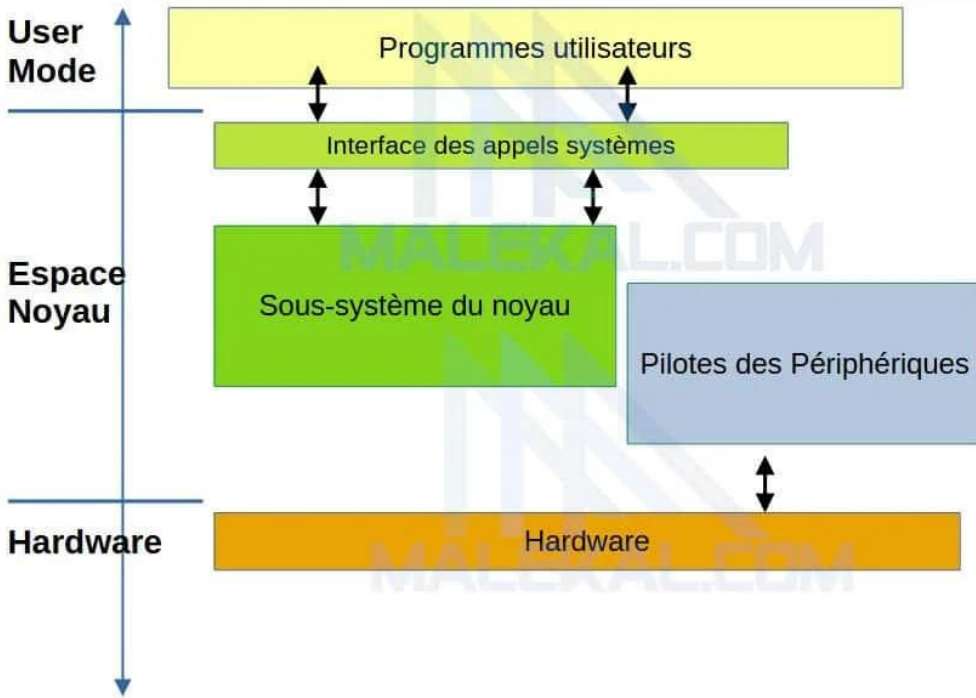 User
Mode
Programmes utilisateurs
Interface des appels systèmes
MALEKAL.COM
Espace
Noyau
Sous-système du noyau
Pilotes des Périphériques
Hardware
Hardware
MALEKAL.COM